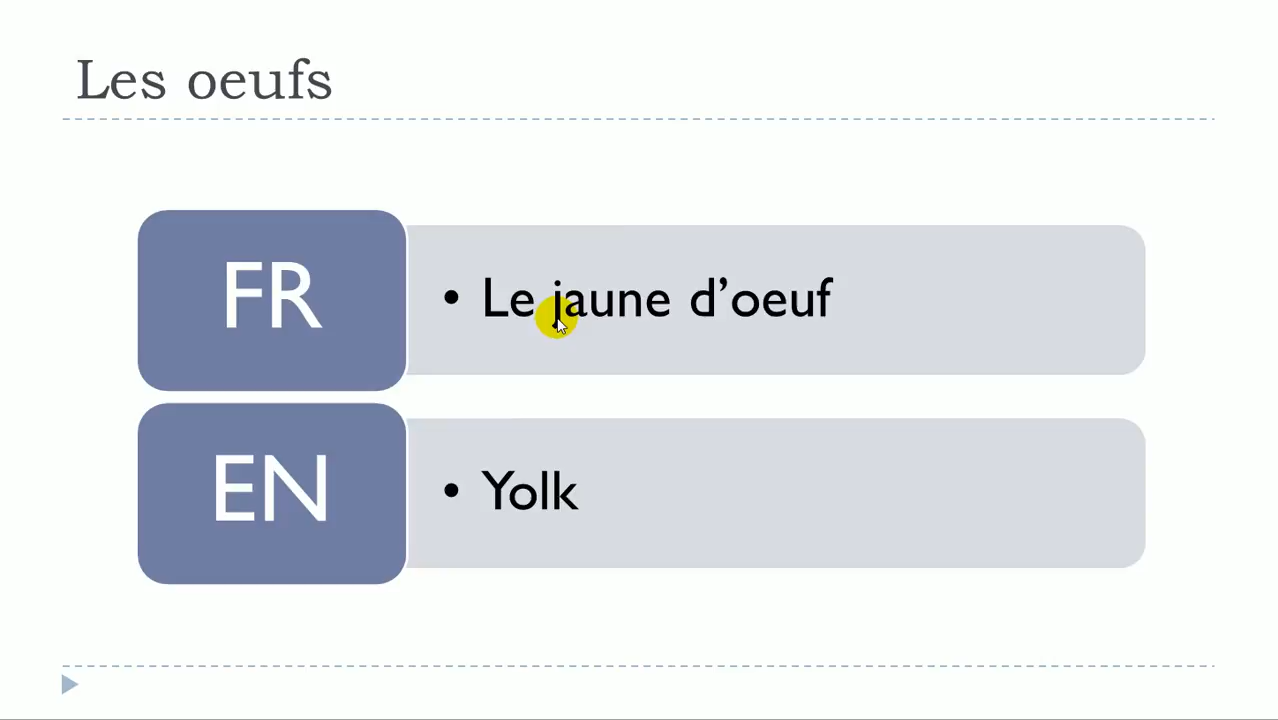 Les oeufs
FR
• Le jaune d’oeuf
EN
• Yolk